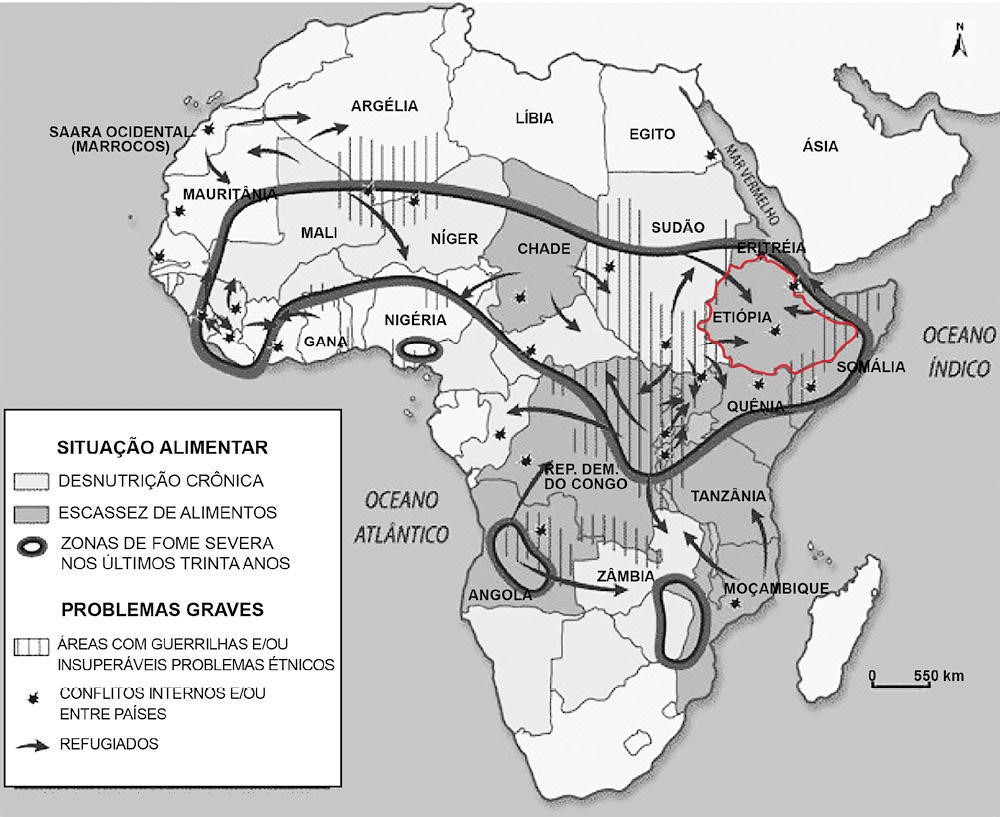 N
ARGÉLIA
LÍBIA
EGITO
ÁSIA
SAARA OCIDENTAL
(MARROCOS)
MAR VERMELHO
MAURITÂNIA
MALI
NÍGER
CHADE
SUDÃO
ERITRÉIA
NIGÉRIA
GANA
ETIÓPIA
SOMÁLIA
OCEANO
ÍNDICO
QUÊNIA
REP. DEM.
DO CONGO
TANZÂNIA
OCEANO
ATLÂNTICO
ANGOLA
ZÂMBIA
MOÇAMBIQUE
0 550 km
SITUAÇÃO ALIMENTAR
DESNUTRIÇÃO CRÔNICA
ESCASSEZ DE ALIMENTOS
ZONAS DE FOME SEVERA
NOS ÚLTIMOS TRINTA ANOS
PROBLEMAS GRAVES
ÁREAS COM GUERRILHAS E/OU
INSUPERÁVEIS PROBLEMAS ÉTNICOS
CONFLITOS INTERNOS E/OU
ENTRE PAÍSES
REFUGIADOS